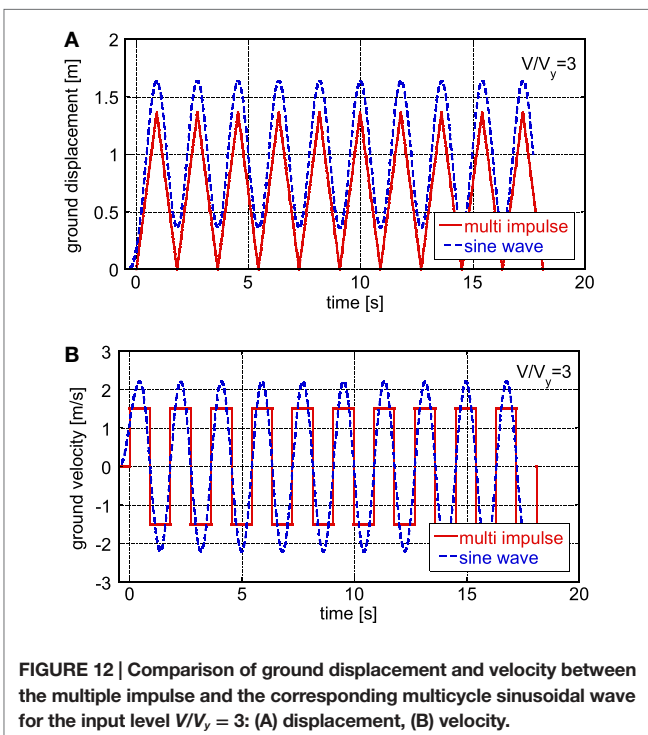 A
2
1.5
1
0.5
0
ground displacement [m]
V/Vy=3
multi impulse
sine wave
0 5 10 15 20
time [s]
B
3
2
1
0
-1
-2
-3
ground velocity [m/s]
V/Vy=3
multi impulse
sine wave
0 5 10 15 20
time [s]
FIGURE 12 | Comparison of ground displacement and velocity between
the multiple impulse and the corresponding multicycle sinusoidal wave
for the input level V/Vy = 3: (A) displacement, (B) velocity.